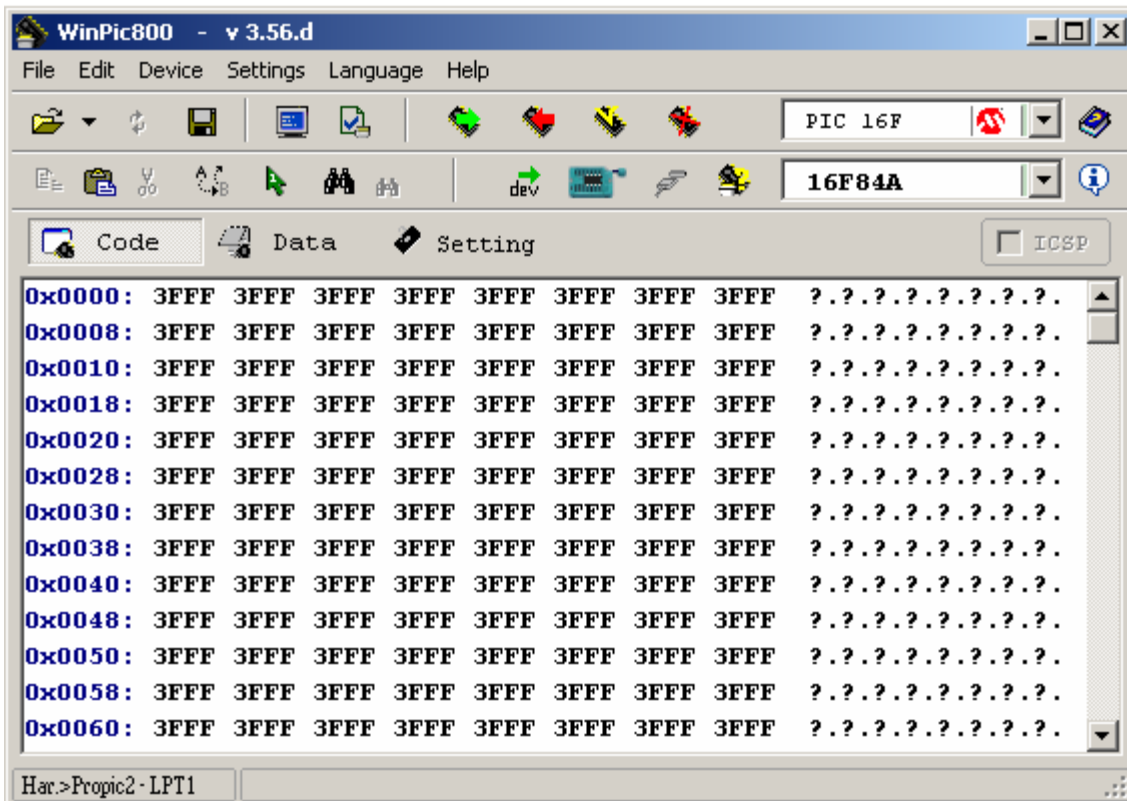 WinPic800 - v 3.56.d
File Edit Device Settings Language Help
PIC 16F
A B
dev
16F84A
Code Data Setting ICSP
0x0000: 3FFF 3FFF 3FFF 3FFF 3FFF 3FFF 3FFF 3FFF ?.?.?.?.?.?.?.?.
0x0008: 3FFF 3FFF 3FFF 3FFF 3FFF 3FFF 3FFF 3FFF ?.?.?.?.?.?.?.?.
0x0010: 3FFF 3FFF 3FFF 3FFF 3FFF 3FFF 3FFF 3FFF ?.?.?.?.?.?.?.?.
0x0018: 3FFF 3FFF 3FFF 3FFF 3FFF 3FFF 3FFF 3FFF ?.?.?.?.?.?.?.?.
0x0020: 3FFF 3FFF 3FFF 3FFF 3FFF 3FFF 3FFF 3FFF ?.?.?.?.?.?.?.?.
0x0028: 3FFF 3FFF 3FFF 3FFF 3FFF 3FFF 3FFF 3FFF ?.?.?.?.?.?.?.?.
0x0030: 3FFF 3FFF 3FFF 3FFF 3FFF 3FFF 3FFF 3FFF ?.?.?.?.?.?.?.?.
0x0038: 3FFF 3FFF 3FFF 3FFF 3FFF 3FFF 3FFF 3FFF ?.?.?.?.?.?.?.?.
0x0040: 3FFF 3FFF 3FFF 3FFF 3FFF 3FFF 3FFF 3FFF ?.?.?.?.?.?.?.?.
0x0048: 3FFF 3FFF 3FFF 3FFF 3FFF 3FFF 3FFF 3FFF ?.?.?.?.?.?.?.?.
0x0050: 3FFF 3FFF 3FFF 3FFF 3FFF 3FFF 3FFF 3FFF ?.?.?.?.?.?.?.?.
0x0058: 3FFF 3FFF 3FFF 3FFF 3FFF 3FFF 3FFF 3FFF ?.?.?.?.?.?.?.?.
0x0060: 3FFF 3FFF 3FFF 3FFF 3FFF 3FFF 3FFF 3FFF ?.?.?.?.?.?.?.?.
Har.>Propic2 - LPT1